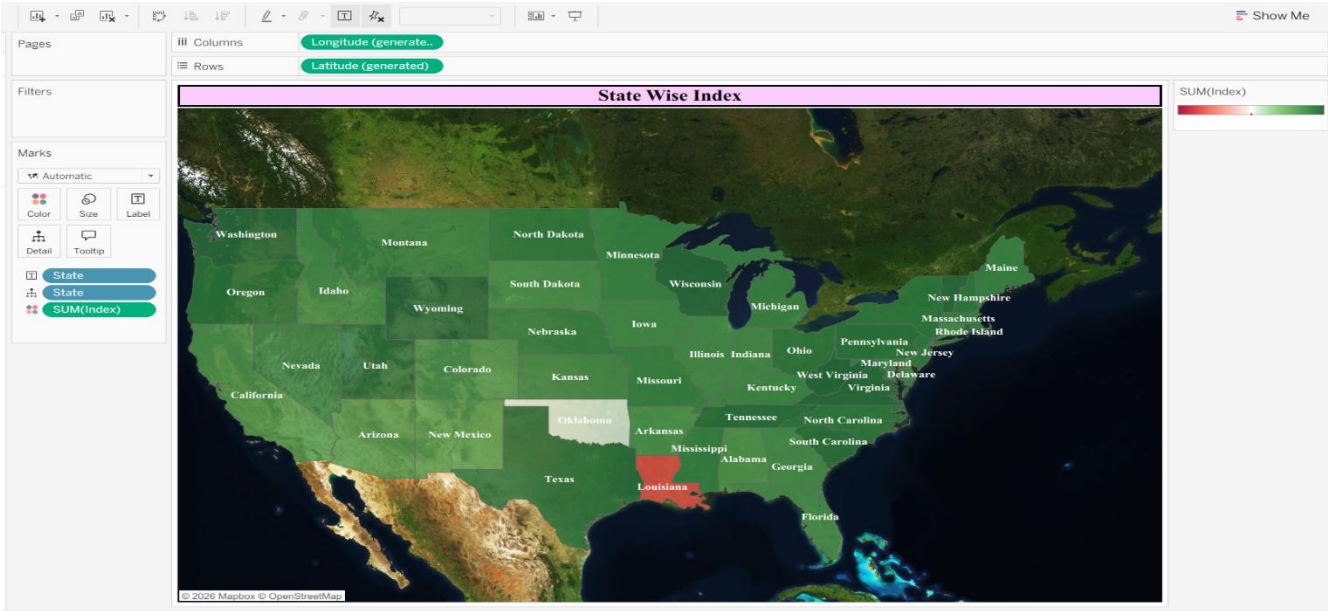 Show Me
Pages
iii Columns
Longitude (generate..
Rows
Latitude (generated)
Filters
State Wise Index
SUM(Index)
Marks
Automatic
Color
Size
Label
Detail
Tooltip
State
State
SUM(Index)
Washington
Montana
North Dakota
Minnesota
Maine
Oregon
Idaho
South Dakota
Wisconsin
Wyoming
Michigan
New Hampshire
Massachusetts
Rhode Island
Nebraska
Iowa
Pennsylvania
New Jersey
Illinois
Indiana
Ohio
Maryland
Nevada
Utah
Colorado
Kansas
Missouri
West Virginia
Delaware
Kentucky
Virginia
California
Oklahoma
Tennessee
North Carolina
Arizona
New Mexico
Arkansas
South Carolina
Mississippi
Alabama
Georgia
Texas
Louisiana
Florida
© 2026 Mapbox © OpenStreetMap